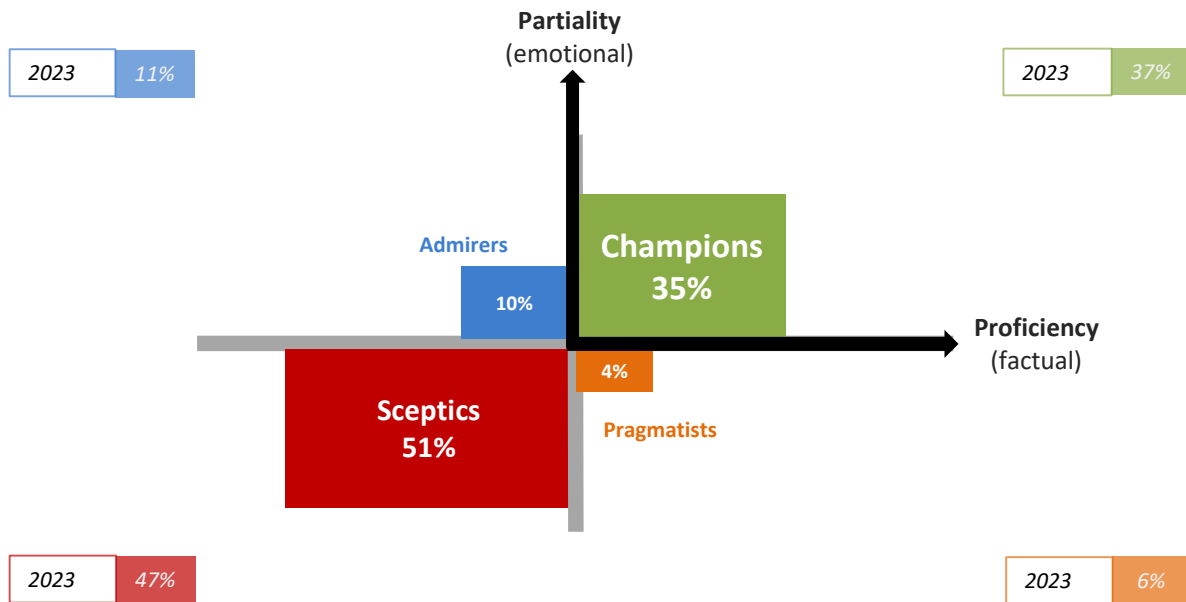 Partiality
(emotional)
2023 11%
2023 37%
Admirers
Champions
35%
10%
Proficiency
(factual)
4%
Sceptics
51%
Pragmatists
2023 47%
2023 6%